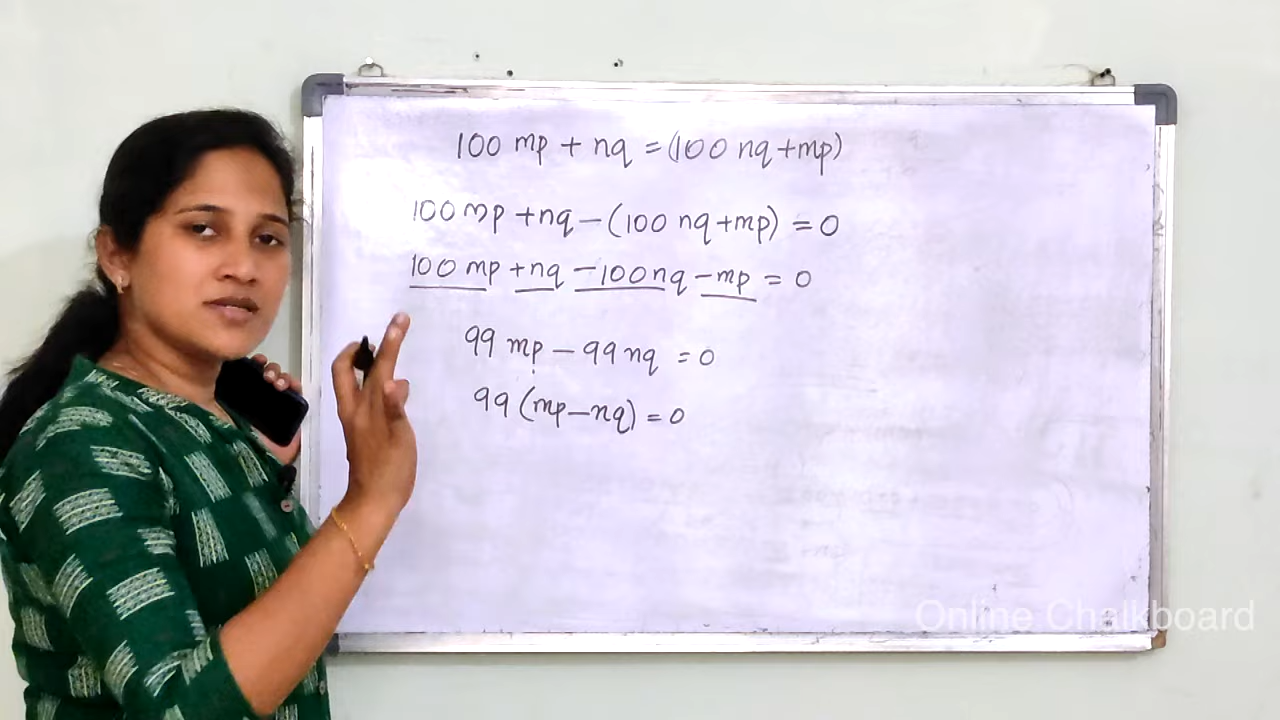 100 mp + nq = (100 nq + mp)
100 mp + nq - (100 nq + mp) = 0
100 mp + nq - 100 nq - mp = 0
99 mp - 99 nq = 0
99 (mp - nq) = 0
Online Chalkboard